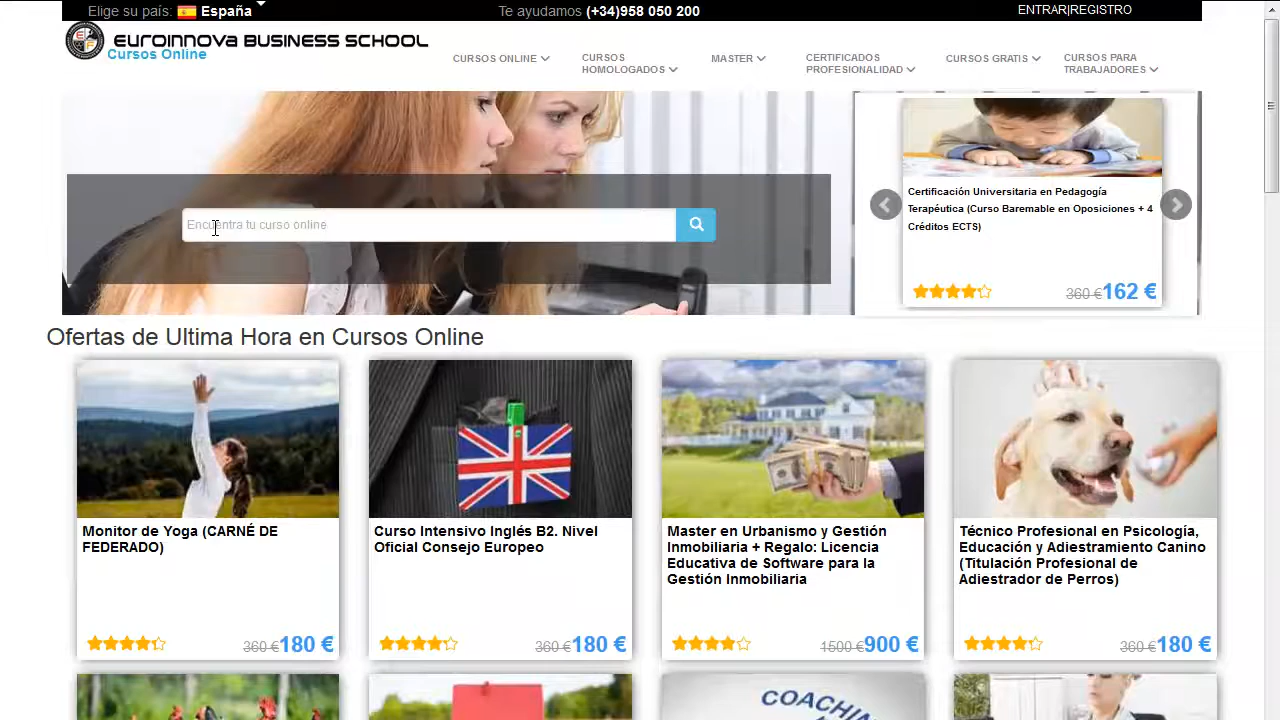 Elige su país: España
Te ayudamos (+34)958 050 200
ENTRAR|REGISTRO
EUROINNOVA BUSINESS SCHOOL
Cursos Online
CURSOS ONLINE
CURSOS
HOMOLOGADOS
MASTER
CERTIFICADOS
PROFESIONALIDAD
CURSOS GRATIS
CURSOS PARA
TRABAJADORES
Encuentra tu curso online
Certificación Universitaria en Pedagogía
Terapéutica (Curso Baremable en Oposiciones + 4
Créditos ECTS)
360 €162 €
Ofertas de Ultima Hora en Cursos Online
Monitor de Yoga (CARNÉ DE
FEDERADO)
360 €180 €
Curso Intensivo Inglés B2. Nivel
Oficial Consejo Europeo
360 €180 €
Master en Urbanismo y Gestión
Inmobiliaria + Regalo: Licencia
Educativa de Software para la
Gestión Inmobiliaria
1500 €900 €
Técnico Profesional en Psicología,
Educación y Adiestramiento Canino
(Titulación Profesional de
Adiestrador de Perros)
360 €180 €
COACHING